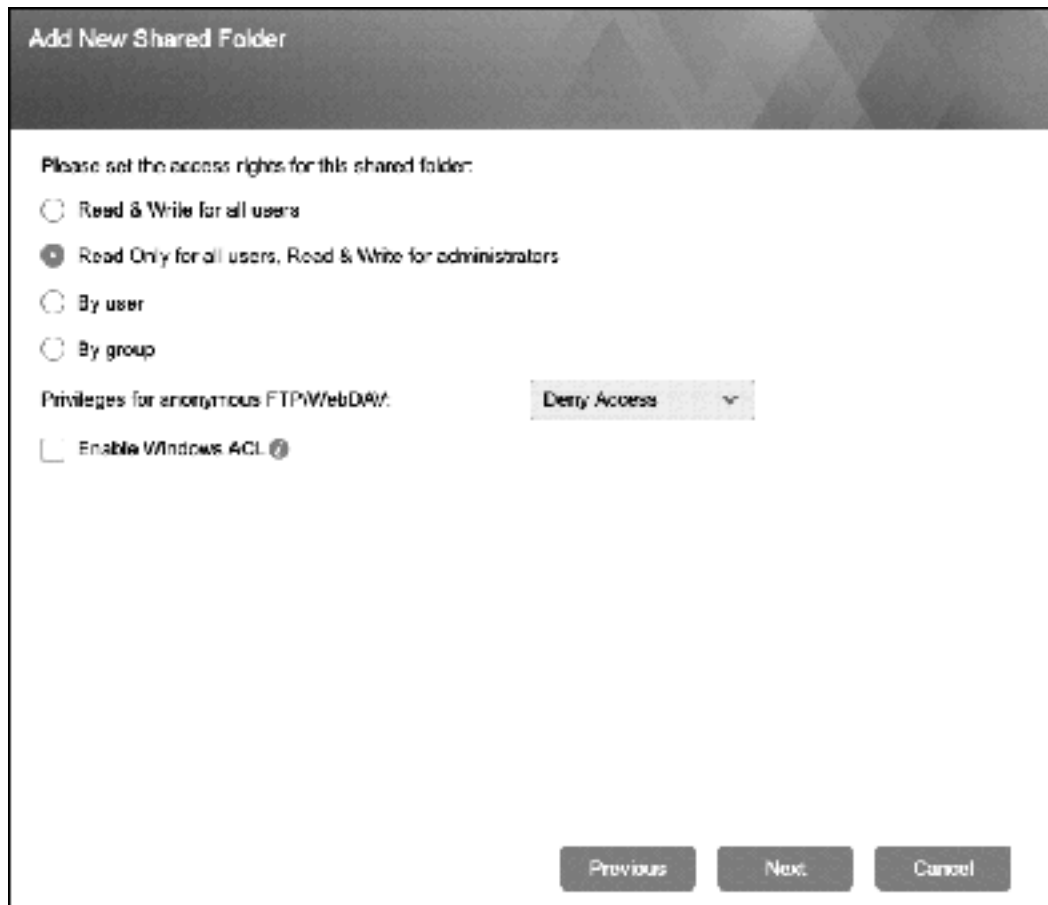 Add New Shared Folder
Please set the access rights for this shared folder:
Read & Write for all users
Read Only for all users, Read & Write for administrators
By user
By group
Privileges for anonymous FTP/WebDAV: Deny Access
Enable Windows ACL
Previous Next Cancel